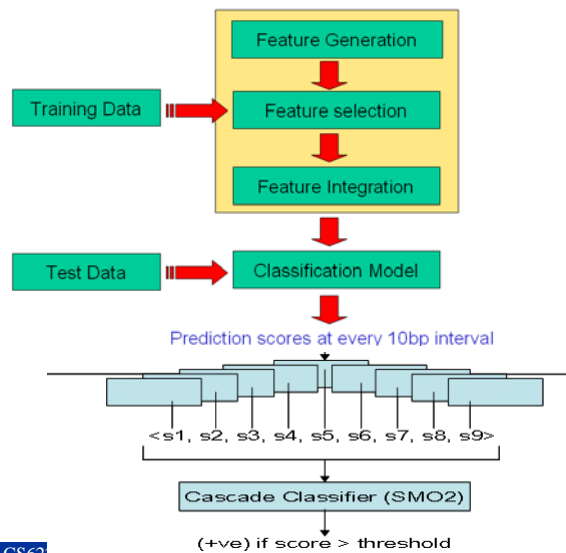 Feature Generation
Training Data
Feature selection
Feature Integration
Test Data
Classification Model
Prediction scores at every 10bp interval
<s1, s2, s3, s4, s5, s6, s7, s8, s9>
Cascade Classifier (SMO2)
(+ve) if score > threshold